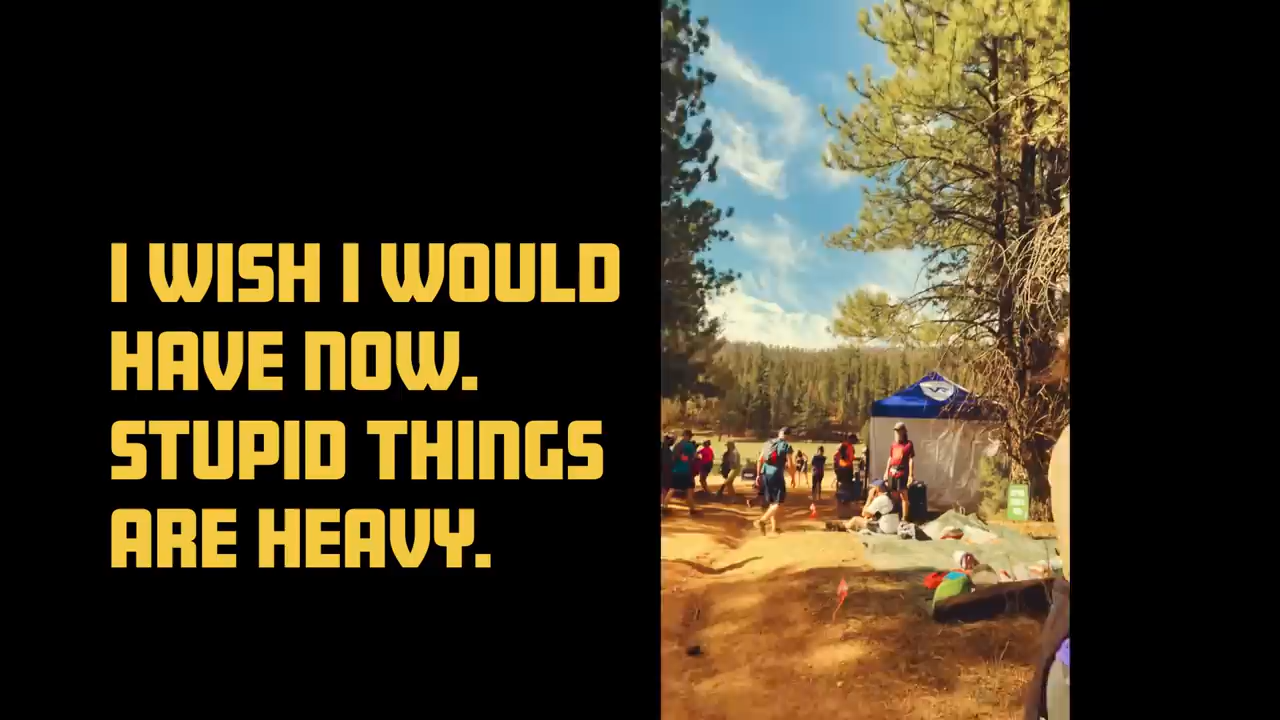 I WISH I WOULD
HAVE NOW.
STUPID THINGS
ARE HEAVY.